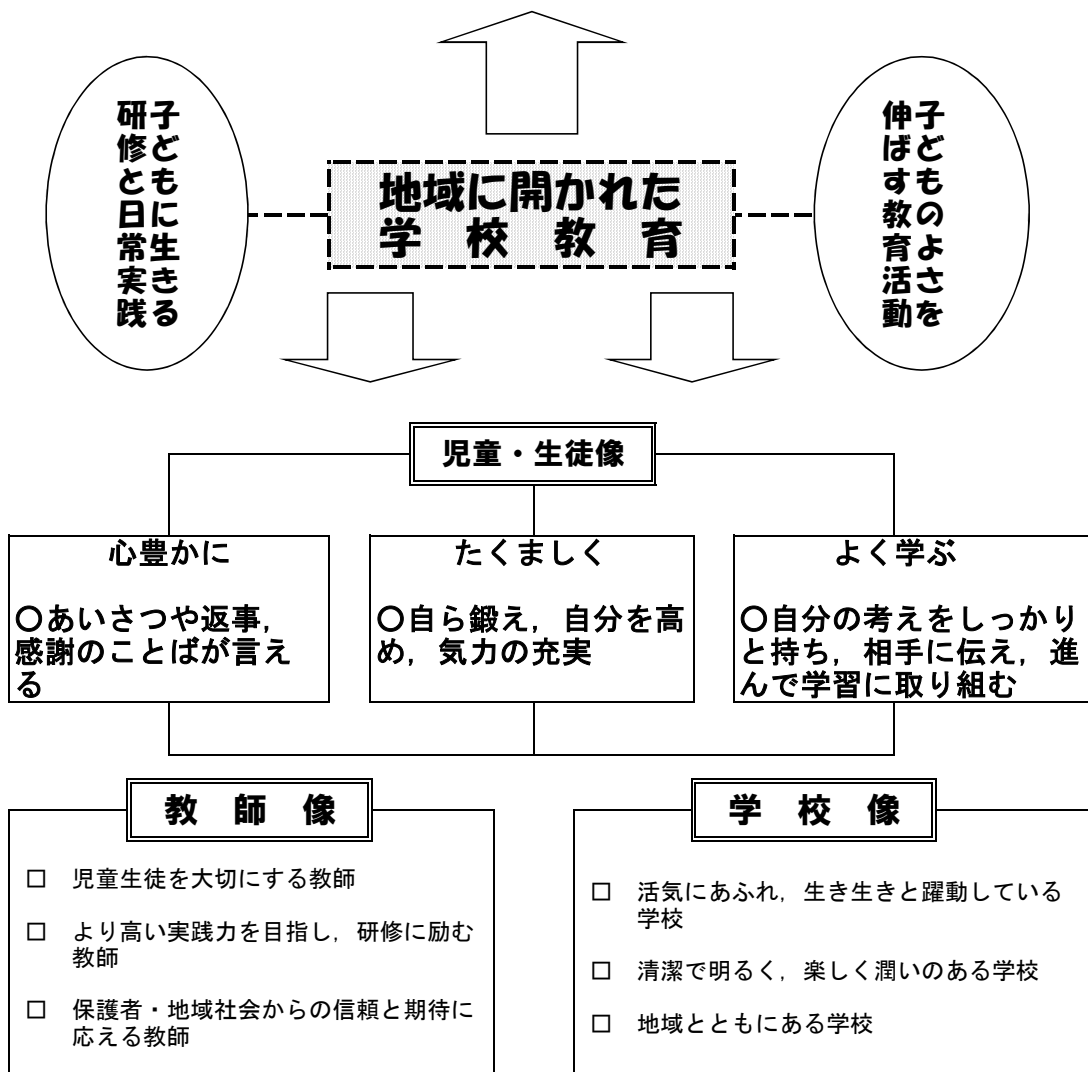 子どもに生きる
研修と日常実践
地域に開かれた
学　校　教　育
子どものよさを
伸ばす教育活動
児童・生徒像
心豊かに
○あいさつや返事，
感謝のことばが言え
る
たくましく
○自ら鍛え，自分を高
め，気力の充実
よく学ぶ
○自分の考えをしっかり
と持ち，相手に伝え，進
んで学習に取り組む
教　師　像
□　児童生徒を大切にする教師
□　より高い実践力を目指し，研修に励む
教師
□　保護者・地域社会からの信頼と期待に
応える教師
学　校　像
□　活気にあふれ，生き生きと躍動している
学校
□　清潔で明るく，楽しく潤いのある学校
□　地域とともにある学校